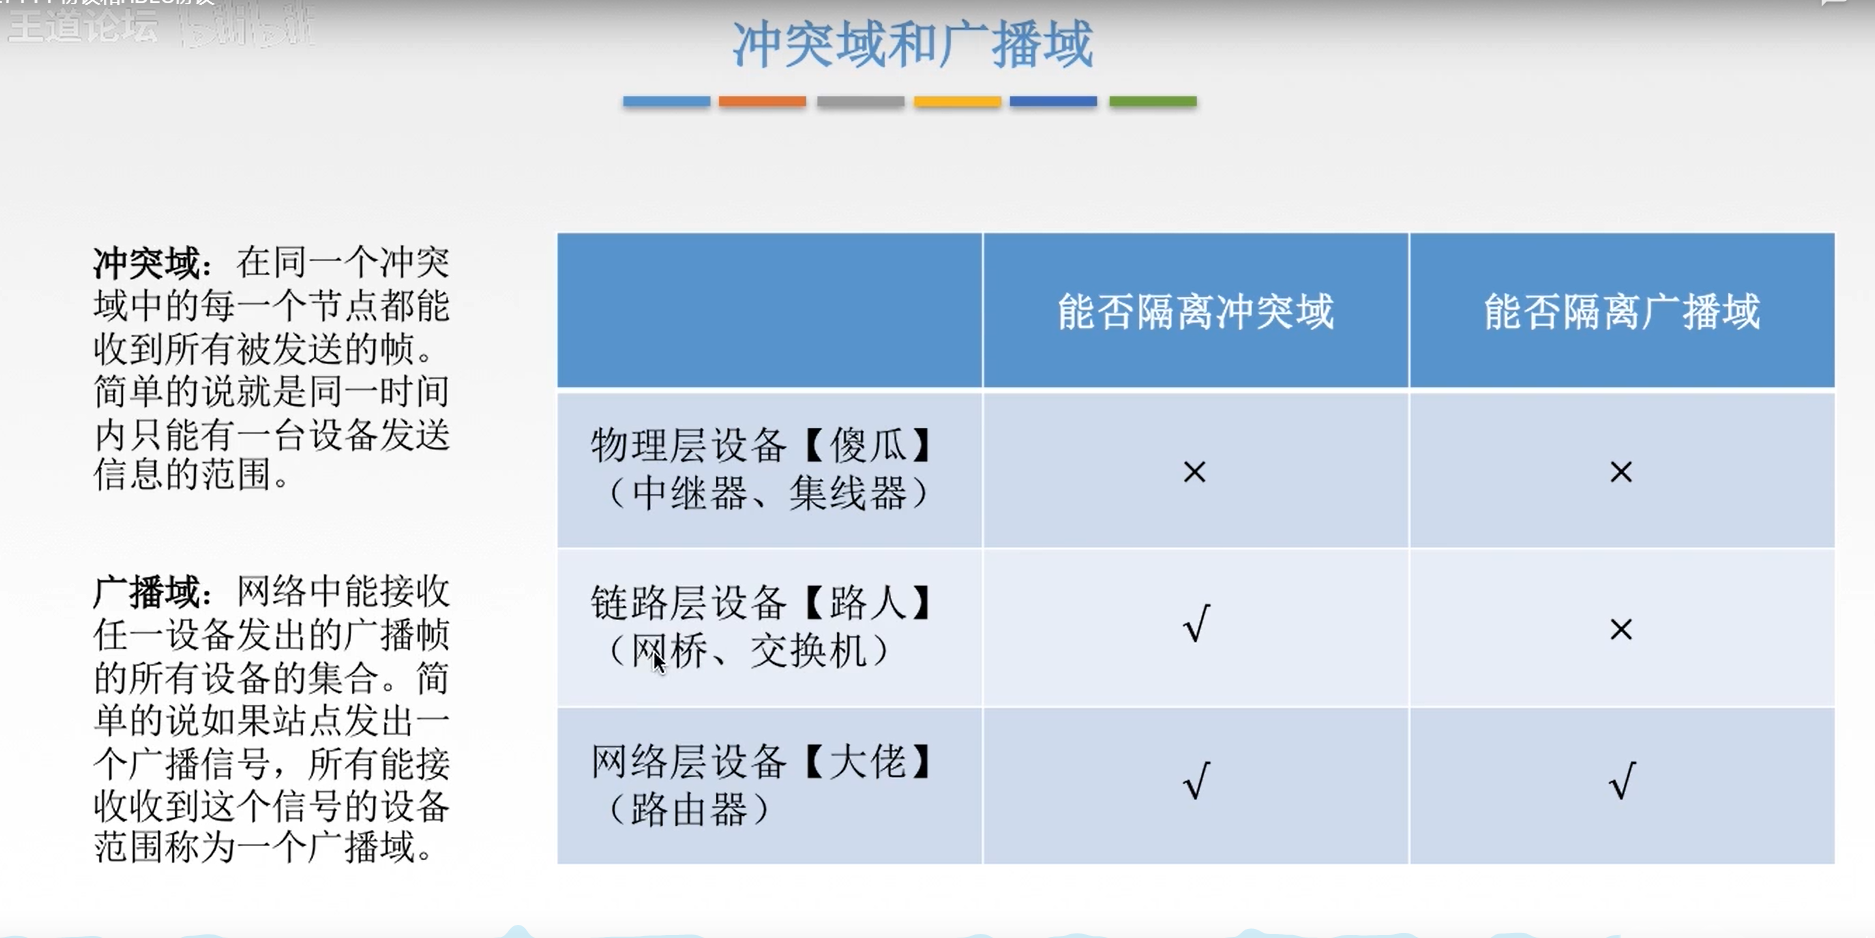 王道论坛 bilibili
冲突域和广播域
冲突域：在同一个冲突
域中的每一个节点都能
收到所有被发送的帧。
简单的说就是同一时间
内只能有一台设备发送
信息的范围。
广播域：网络中能接收
任一设备发出的广播帧
的所有设备的集合。简
单的说如果站点发出一
个广播信号，所有能接
收收到这个信号的设备
范围称为一个广播域。
能否隔离冲突域 能否隔离广播域
物理层设备【傻瓜】
（中继器、集线器） × ×
链路层设备【路人】
（网桥、交换机） √ ×
网络层设备【大佬】
（路由器） √ √